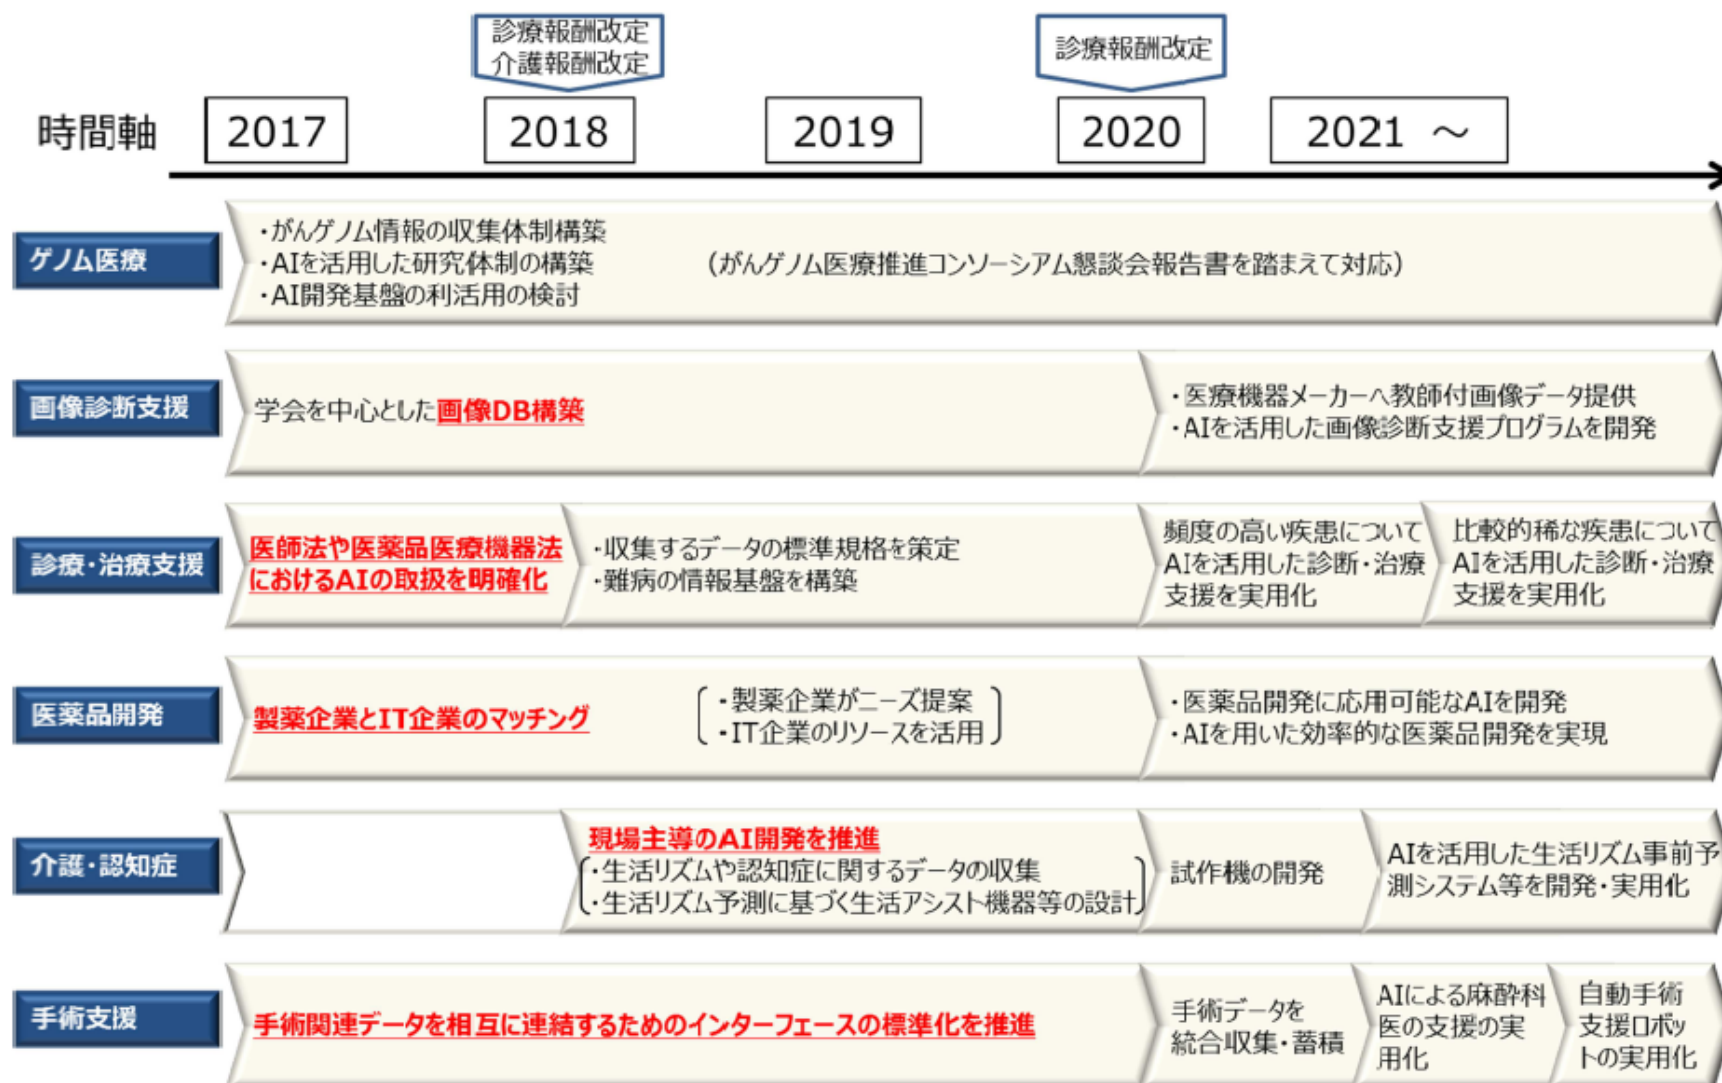 診療報酬改定
介護報酬改定
診療報酬改定
時間軸
2017
2018
2019
2020
2021 ～
ゲノム医療
・がんゲノム情報の収集体制構築
・AIを活用した研究体制の構築
・AI開発基盤の利活用の検討
（がんゲノム医療推進コンソーシアム懇談会報告書を踏まえて対応）
画像診断支援
学会を中心とした画像DB構築
・医療機器メーカーへ教師付画像データ提供
・AIを活用した画像診断支援プログラムを開発
診療・治療支援
医師法や医薬品医療機器法
におけるAIの取扱を明確化
・収集するデータの標準規格を策定
・難病の情報基盤を構築
頻度の高い疾患について
AIを活用した診断・治療
支援を実用化
比較的稀な疾患について
AIを活用した診断・治療
支援を実用化
医薬品開発
製薬企業とIT企業のマッチング
・製薬企業がニーズ提案
・IT企業のリソースを活用
・医薬品開発に応用可能なAIを開発
・AIを用いた効率的な医薬品開発を実現
介護・認知症
現場主導のAI開発を推進
・生活リズムや認知症に関するデータの収集
・生活リズム予測に基づく生活アシスト機器等の設計
試作機の開発
AIを活用した生活リズム事前予
測システム等を開発・実用化
手術支援
手術関連データを相互に連結するためのインターフェースの標準化を推進
手術データを
統合収集・蓄積
AIによる麻酔科
医の支援の実
用化
自動手術
支援ロボッ
トの実用化